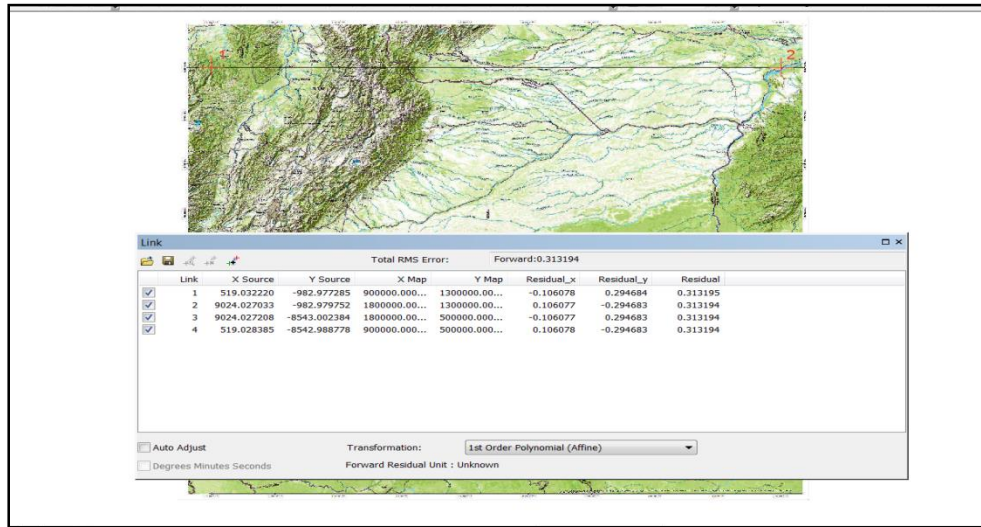 1
2
Link
Total RMS Error: Forward:0.313194
Link X Source Y Source X Map Y Map Residual_x Residual_y Residual
1 519.032220 -982.977285 900000.000... 1300000.00... -0.106078 0.294684 0.313195
2 9024.027033 -982.979752 1800000.00... 1300000.00... 0.106077 -0.294683 0.313194
3 9024.027208 -8543.002384 1800000.00... 500000.000... -0.106077 0.294683 0.313194
4 519.028385 -8542.988778 900000.000... 500000.000... 0.106078 -0.294683 0.313194
Auto Adjust Transformation: 1st Order Polynomial (Affine)
Degrees Minutes Seconds Forward Residual Unit : Unknown